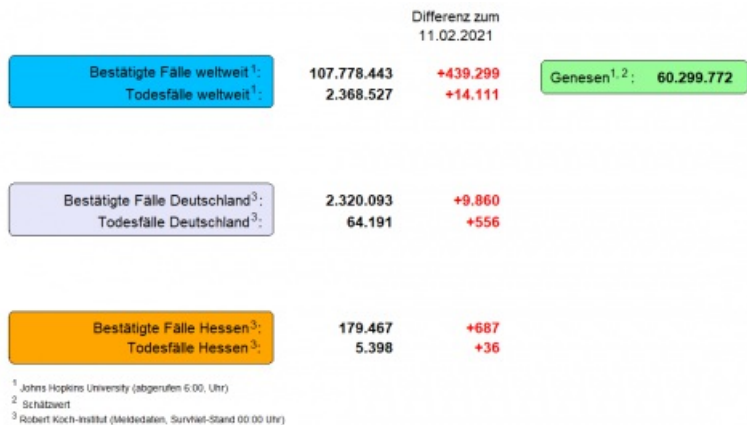 Differenz zum
11.02.2021
Bestätigte Fälle weltweit¹: 107.778.443 +439.299 Genesen¹,²: 60.299.772
Todesfälle weltweit¹: 2.368.527 +14.111
Bestätigte Fälle Deutschland³: 2.320.093 +9.860
Todesfälle Deutschland³: 64.191 +556
Bestätigte Fälle Hessen³: 179.467 +687
Todesfälle Hessen³: 5.398 +36
¹ Johns Hopkins University (abgerufen 6:00, Uhr)
² Schätzwert
³ Robert Koch-Institut (Meldedaten, SurvNet-Stand 00:00 Uhr)